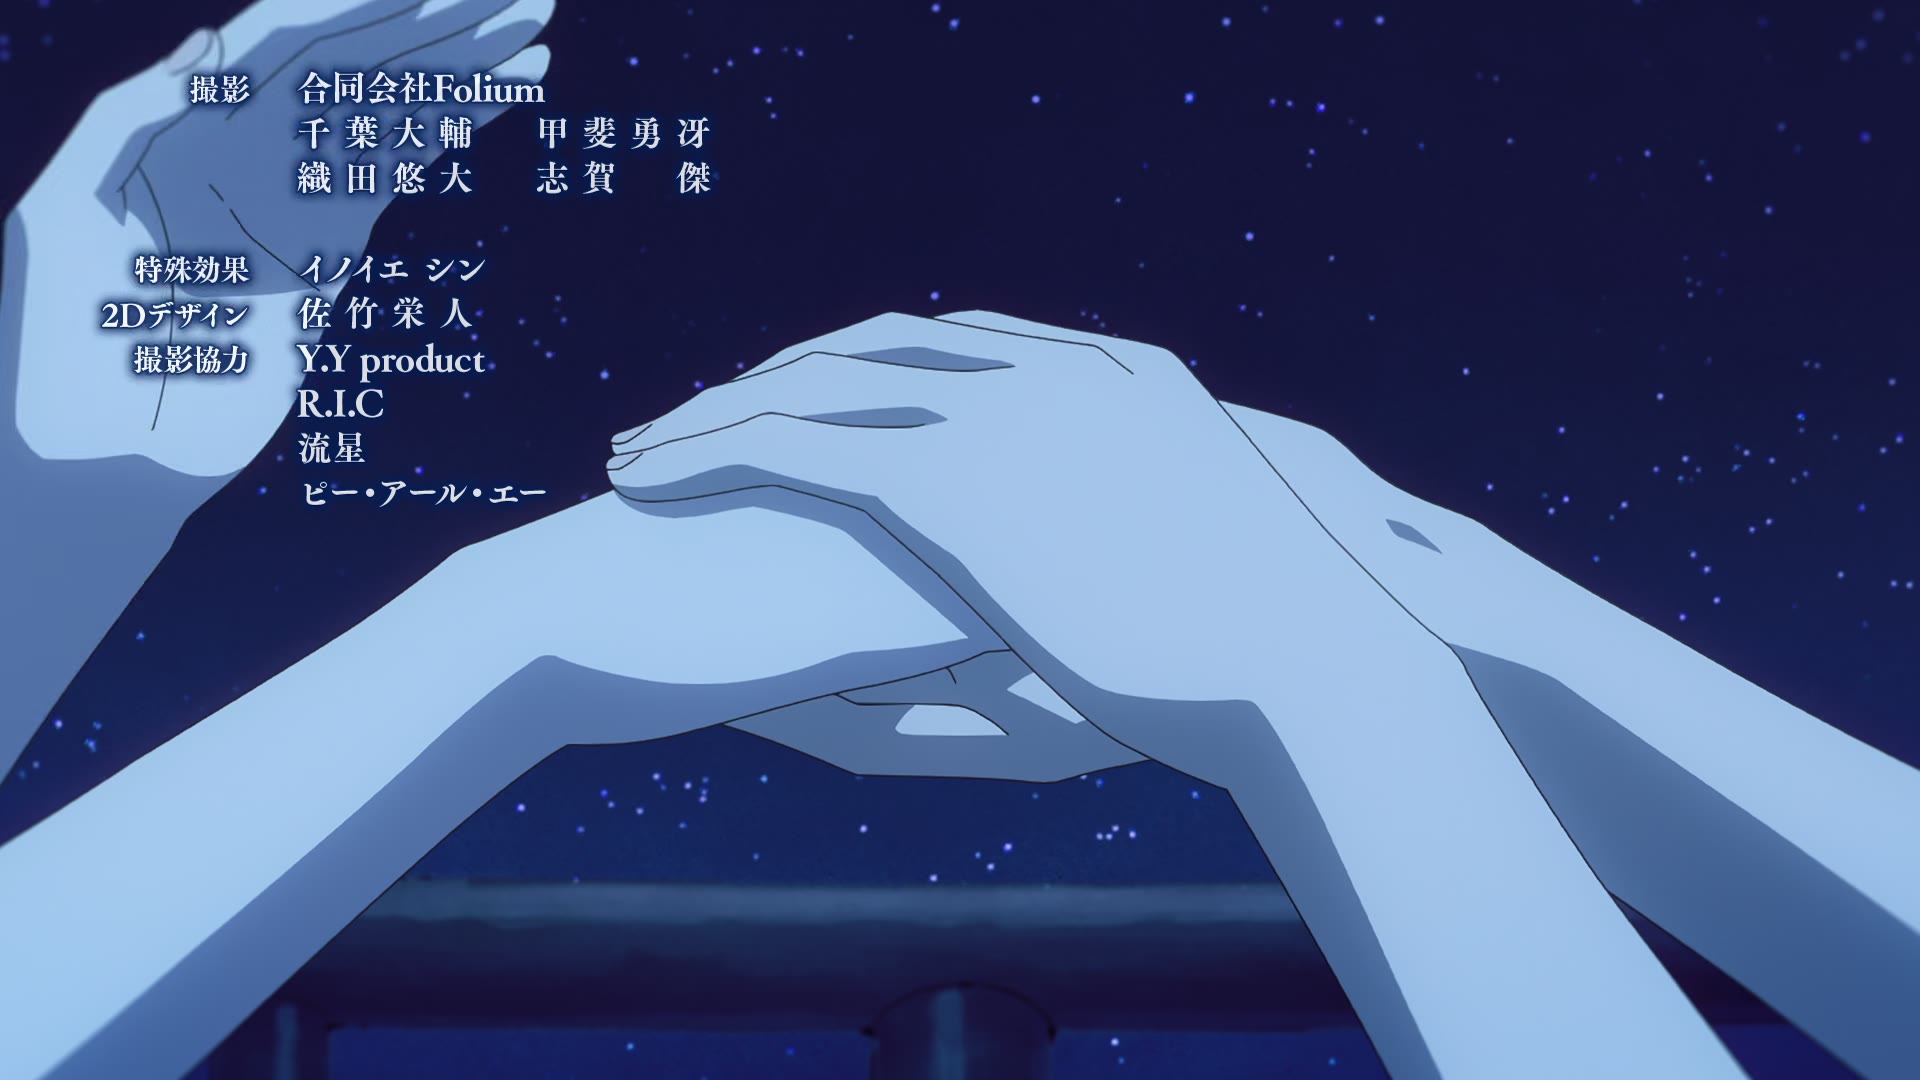 撮影 合同会社Folium
千葉大輔 甲斐勇冴
織田悠大 志賀 傑
特殊効果 イノイエ シン
2Dデザイン 佐竹栄人
撮影協力 Y.Y product
R.I.C
流星
ピー・アール・エー